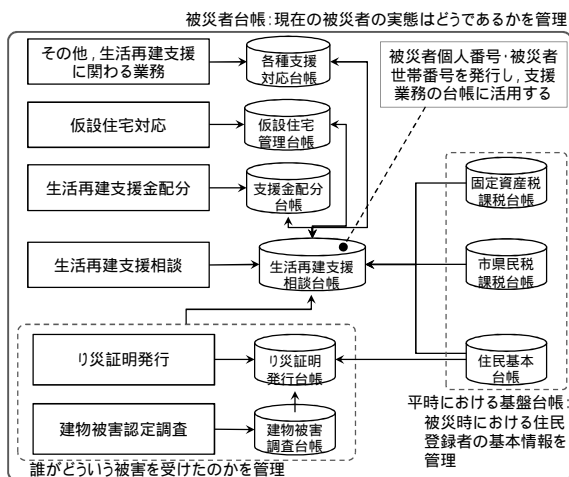 被災者台帳:現在の被災者の実態はどうであるかを管理
その他,生活再建支援
に関わる業務
各種支援
対応台帳
被災者個人番号・被災者
世帯番号を発行し,支援
業務の台帳に活用する
仮設住宅対応
仮設住宅
管理台帳
生活再建支援金配分
支援金配分
台帳
固定資産税
課税台帳
生活再建支援相談
生活再建支援
相談台帳
市県民税
課税台帳
り災証明発行
り災証明
発行台帳
住民基本
台帳
建物被害認定調査
建物被害
調査台帳
平時における基盤台帳:
被災時における住民
登録者の基本情報を
管理
誰がどういう被害を受けたのかを管理